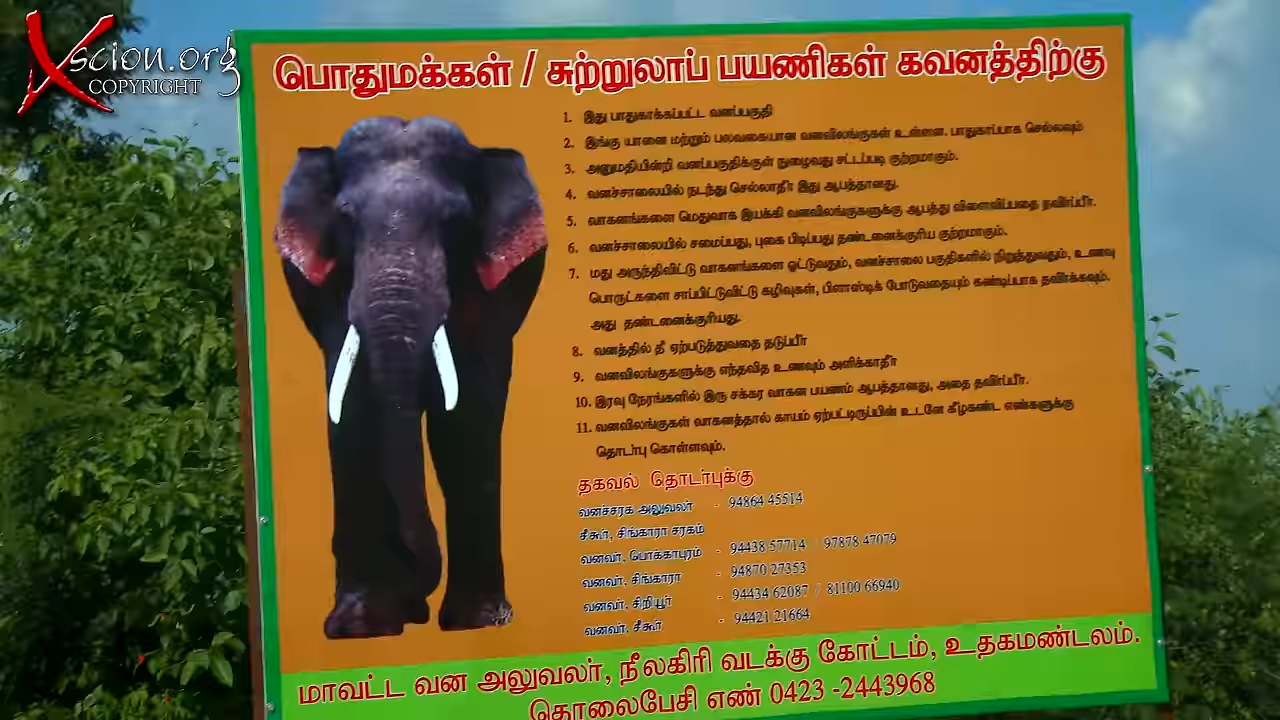 Xscion.org
COPYRIGHT
பொதுமக்கள் / சுற்றுலாப் பயணிகள் கவனத்திற்கு
1. இது பாதுகாக்கப்பட்ட வனப்பகுதி
2. இங்கு யானை மற்றும் பலவகையான வனவிலங்குகள் உள்ளன. பாதுகாப்பாக செல்லவும்
3. அனுமதியின்றி வனப்பகுதிக்குள் நுழைவது சட்டப்படி குற்றமாகும்.
4. வனச்சாலையில் நடந்து செல்லாதீர் இது ஆபத்தானது.
5. வாகனங்களை மெதுவாக இயக்கி வனவிலங்குகளுக்கு ஆபத்து விளைவிப்பதை தவிர்ப்பீர்.
6. வனச்சாலையில் சமைப்பது, புகை பிடிப்பது தண்டனைக்குரிய குற்றமாகும்.
7. மது அருந்திவிட்டு வாகனங்களை ஓட்டுவதும், வனச்சாலை பகுதிகளில் நிறுத்துவதும், உணவு
பொருட்களை சாப்பிட்டுவிட்டு கழிவுகள், பிளாஸ்டிக் போடுவதையும் கண்டிப்பாக தவிர்க்கவும்.
அது தண்டனைக்குரியது.
8. வனத்தில் தீ ஏற்படுத்துவதை தடுப்பீர்
9. வனவிலங்குகளுக்கு எந்தவித உணவும் அளிக்காதீர்
10. இரவு நேரங்களில் இரு சக்கர வாகன பயணம் ஆபத்தானது, அதை தவிர்ப்பீர்.
11. வனவிலங்குகள் வாகனத்தால் காயம் ஏற்பட்டிருப்பின் உடனே கீழ்கண்ட எண்களுக்கு
தொடர்பு கொள்ளவும்.
தகவல் தொடர்புக்கு
வனச்சரக அலுவலர் - 94864 45514
சீகூர், சிங்காரா சரகம்
வனவர், பொக்காபுரம் - 94438 57714 / 97878 47079
வனவர், சிங்காரா - 94870 27353
வனவர், சிறியூர் - 94434 62087 / 81100 66940
வனவர், சீகூர் - 94421 21664
மாவட்ட வன அலுவலர், நீலகிரி வடக்கு கோட்டம், உதகமண்டலம்.
தொலைபேசி எண் 0423 -2443968